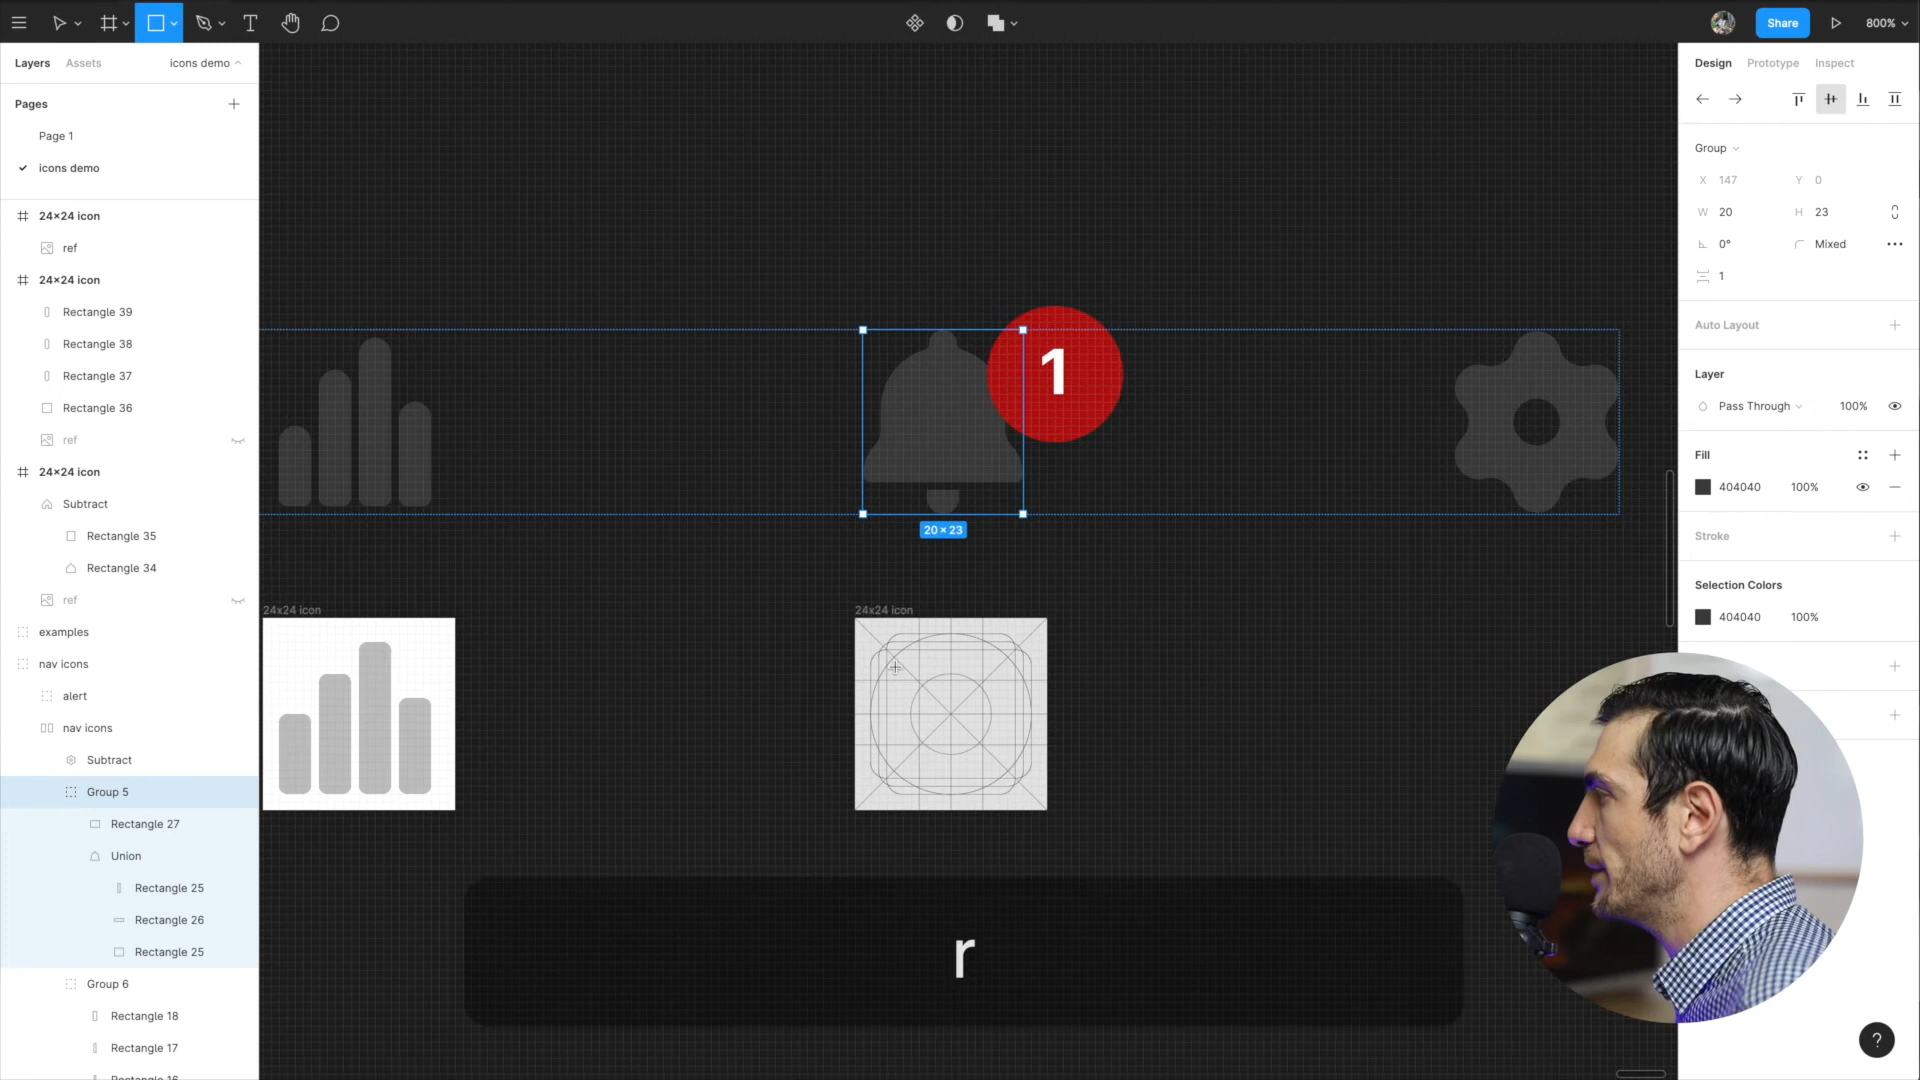 Share
800%
Layers
Assets
icons demo
Pages
Page 1
icons demo
24×24 icon
ref
24×24 icon
Rectangle 39
Rectangle 38
Rectangle 37
Rectangle 36
ref
24×24 icon
Subtract
Rectangle 35
Rectangle 34
ref
examples
nav icons
alert
nav icons
Subtract
Group 5
Rectangle 27
Union
Rectangle 25
Rectangle 26
Rectangle 25
Group 6
Rectangle 18
Rectangle 17
Rectangle 16
1
20 × 23
24x24 icon
24x24 icon
r
Design
Prototype
Inspect
Group
X 147
Y 0
W 20
H 23
0°
Mixed
1
Auto Layout
Layer
Pass Through
100%
Fill
404040
100%
Stroke
Selection Colors
404040
100%
?